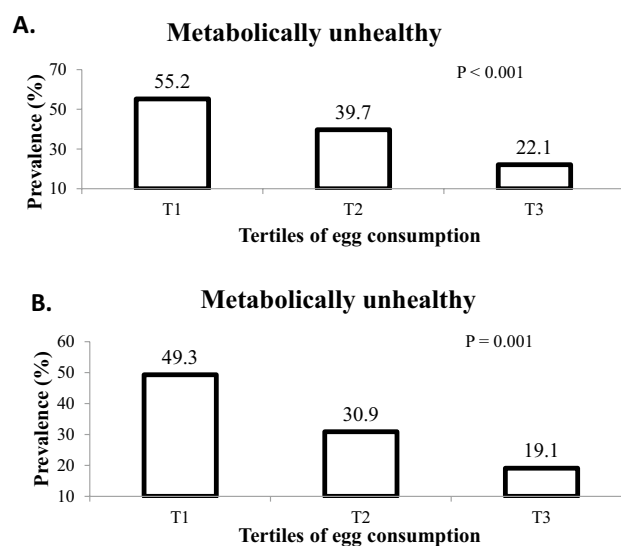 A.
Metabolically unhealthy
P < 0.001
Prevalence (%)
70
50
30
10
55.2
39.7
22.1
T1
T2
T3
Tertiles of egg consumption
B.
Metabolically unhealthy
P = 0.001
Prevalence (%)
60
50
40
30
20
10
49.3
30.9
19.1
T1
T2
T3
Tertiles of egg consumption